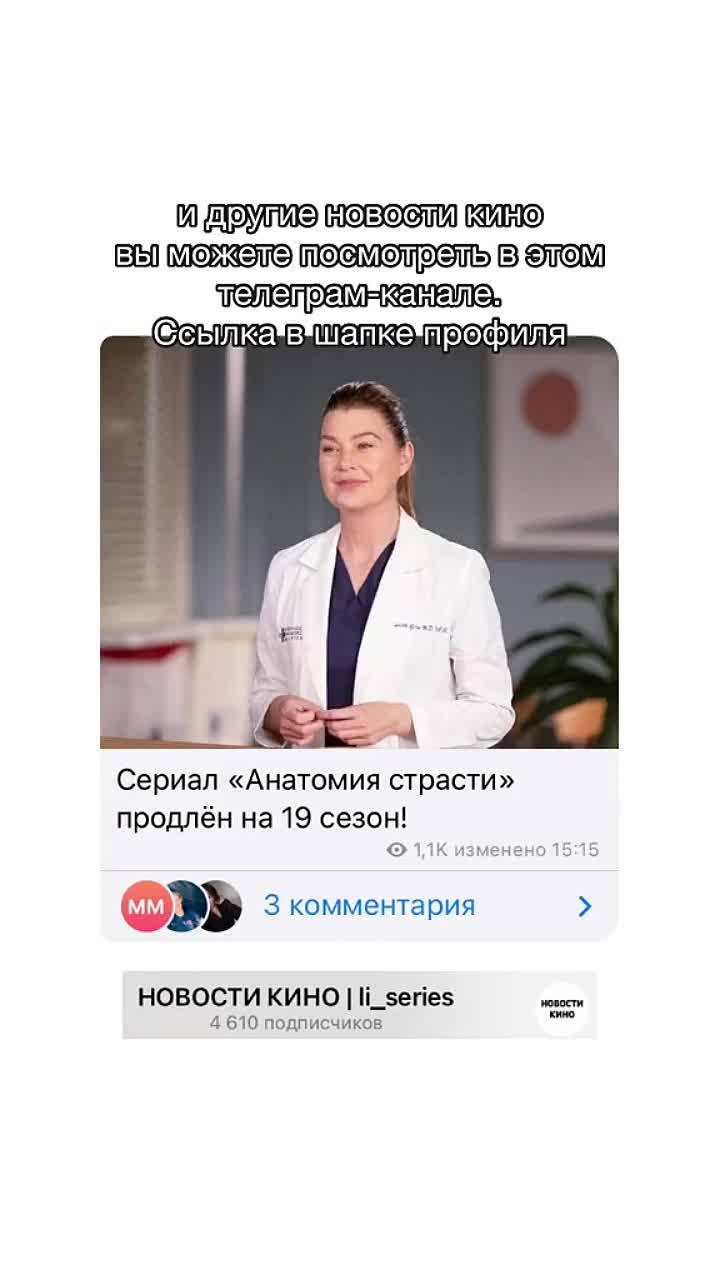 и другие новости кино
вы можете посмотреть в этом
телеграм-канале.
Ссылка в шапке профиля
Сериал «Анатомия страсти»
продлён на 19 сезон!
1,1K изменено 15:15
ММ
3 комментария
НОВОСТИ КИНО | li_series
4 610 подписчиков
НОВОСТИ
КИНО